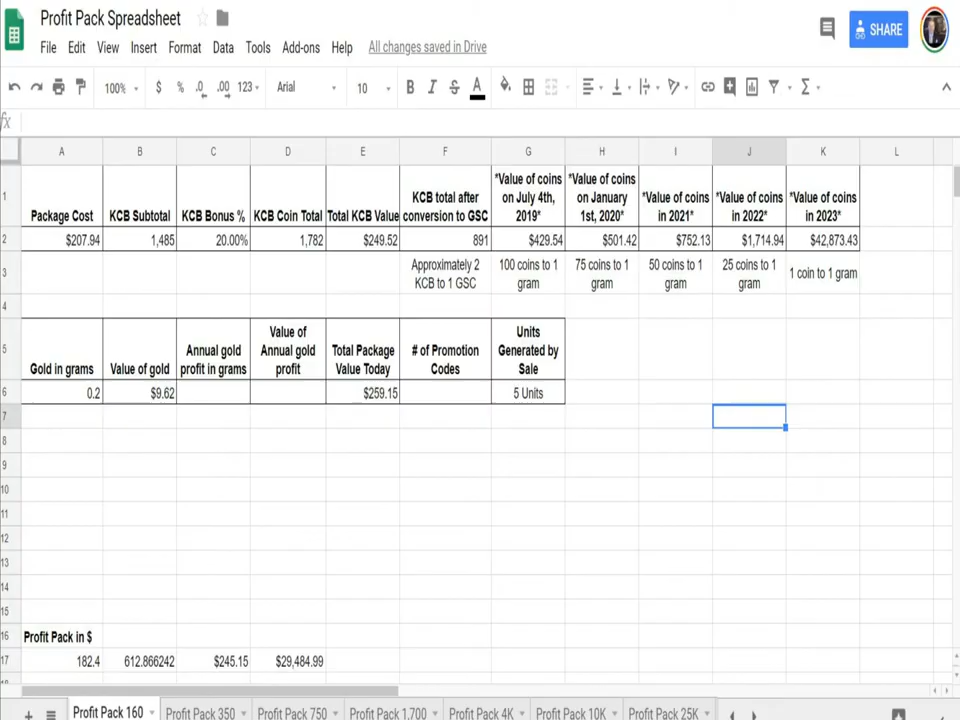 Profit Pack Spreadsheet
File Edit View Insert Format Data Tools Add-ons Help All changes saved in Drive
SHARE
100% $ % .0 .00 123 Arial 10 B I S A
fx
A B C D E F G H I J K L
1
Package Cost
KCB Subtotal
KCB Bonus %
KCB Coin Total
Total KCB Value
KCB total after
conversion to GSC
*Value of coins
on July 4th,
2019*
*Value of coins
on January
1st, 2020*
*Value of coins
in 2021*
*Value of coins
in 2022*
*Value of coins
in 2023*
2 $207.94 1,485 20.00% 1,782 $249.52 891 $429.54 $501.42 $752.13 $1,714.94 $42,873.43
3
Approximately 2
KCB to 1 GSC
100 coins to 1
gram
75 coins to 1
gram
50 coins to 1
gram
25 coins to 1
gram
1 coin to 1 gram
4
5
Gold in grams
Value of gold
Annual gold
profit in grams
Value of
Annual gold
profit
Total Package
Value Today
# of Promotion
Codes
Units
Generated by
Sale
6 0.2 $9.62 $259.15 5 Units
7
8
9
10
11
12
13
14
15
16 Profit Pack in $
17 182.4 612.866242 $245.15 $29,484.99
Profit Pack 160 Profit Pack 350 Profit Pack 750 Profit Pack 1,700 Profit Pack 4K Profit Pack 10K Profit Pack 25K